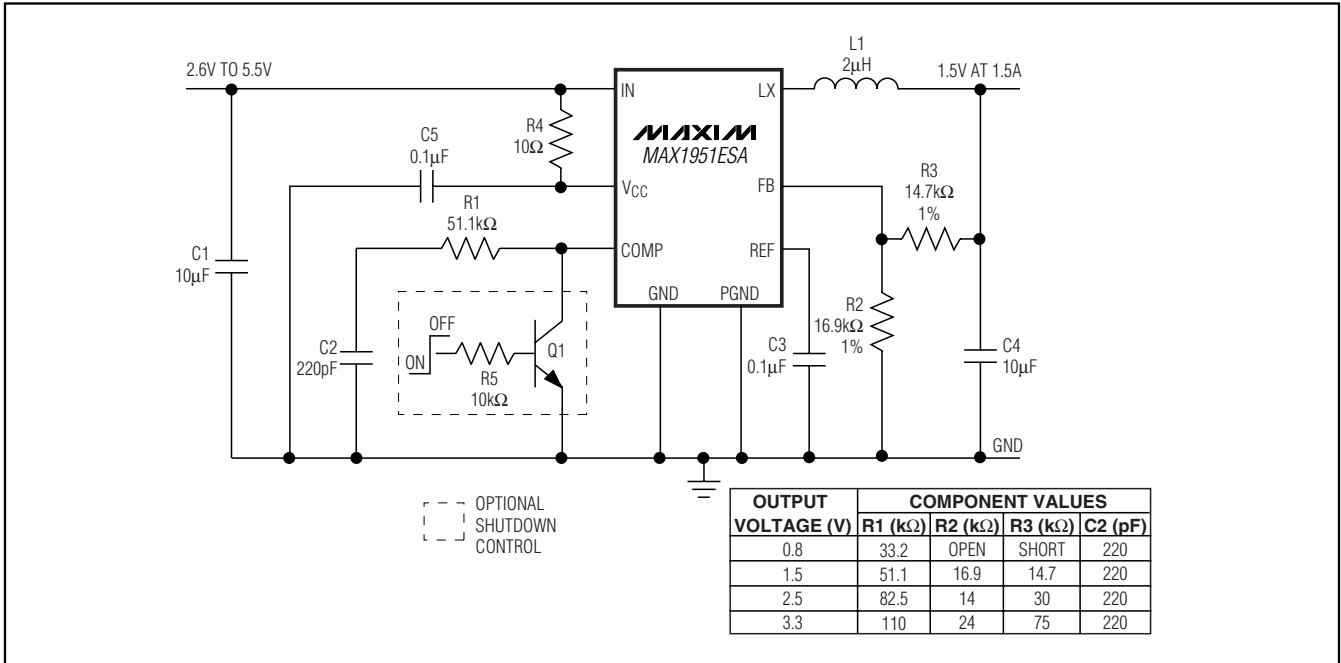 2.6V TO 5.5V
L1
2µH
1.5V AT 1.5A
IN
LX
R4
10Ω
MAXIM
MAX1951ESA
C5
0.1µF
VCC
FB
R3
14.7kΩ
1%
R1
51.1kΩ
COMP
REF
C1
10µF
GND
PGND
R2
16.9kΩ
1%
OFF
ON
Q1
R5
10kΩ
C2
220pF
C3
0.1µF
C4
10µF
GND
OPTIONAL
SHUTDOWN
CONTROL
OUTPUT VOLTAGE (V) COMPONENT VALUES
R1 (kΩ) R2 (kΩ) R3 (kΩ) C2 (pF)
0.8 33.2 OPEN SHORT 220
1.5 51.1 16.9 14.7 220
2.5 82.5 14 30 220
3.3 110 24 75 220